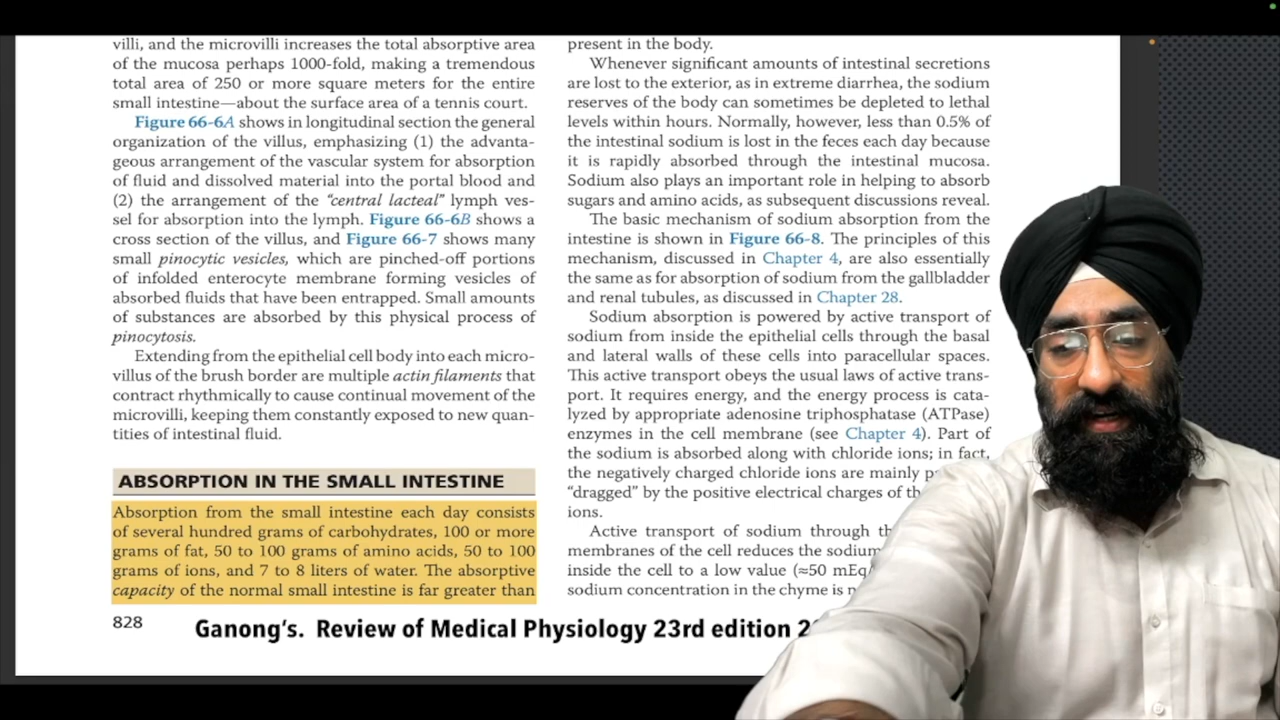 villi, and the microvilli increases the total absorptive area
of the mucosa perhaps 1000-fold, making a tremendous
total area of 250 or more square meters for the entire
small intestine—about the surface area of a tennis court.
Figure 66-6A shows in longitudinal section the general
organization of the villus, emphasizing (1) the advanta-
geous arrangement of the vascular system for absorption
of fluid and dissolved material into the portal blood and
(2) the arrangement of the “central lacteal” lymph ves-
sel for absorption into the lymph. Figure 66-6B shows a
cross section of the villus, and Figure 66-7 shows many
small pinocytic vesicles, which are pinched-off portions
of infolded enterocyte membrane forming vesicles of
absorbed fluids that have been entrapped. Small amounts
of substances are absorbed by this physical process of
pinocytosis.
Extending from the epithelial cell body into each micro-
villus of the brush border are multiple actin filaments that
contract rhythmically to cause continual movement of the
microvilli, keeping them constantly exposed to new quan-
tities of intestinal fluid.
ABSORPTION IN THE SMALL INTESTINE
Absorption from the small intestine each day consists
of several hundred grams of carbohydrates, 100 or more
grams of fat, 50 to 100 grams of amino acids, 50 to 100
grams of ions, and 7 to 8 liters of water. The absorptive
capacity of the normal small intestine is far greater than
present in the body.
Whenever significant amounts of intestinal secretions
are lost to the exterior, as in extreme diarrhea, the sodium
reserves of the body can sometimes be depleted to lethal
levels within hours. Normally, however, less than 0.5% of
the intestinal sodium is lost in the feces each day because
it is rapidly absorbed through the intestinal mucosa.
Sodium also plays an important role in helping to absorb
sugars and amino acids, as subsequent discussions reveal.
The basic mechanism of sodium absorption from the
intestine is shown in Figure 66-8. The principles of this
mechanism, discussed in Chapter 4, are also essentially
the same as for absorption of sodium from the gallbladder
and renal tubules, as discussed in Chapter 28.
Sodium absorption is powered by active transport of
sodium from inside the epithelial cells through the basal
and lateral walls of these cells into paracellular spaces.
This active transport obeys the usual laws of active trans-
port. It requires energy, and the energy process is cata-
lyzed by appropriate adenosine triphosphatase (ATPase)
enzymes in the cell membrane (see Chapter 4). Part of
the sodium is absorbed along with chloride ions; in fact,
the negatively charged chloride ions are mainly
“dragged” by the positive electrical charges of
ions.
Active transport of sodium through
membranes of the cell reduces the sodium
inside the cell to a low value (≈50
sodium concentration in the chyme is
828
Ganong’s. Review of Medical Physiology 23rd edition